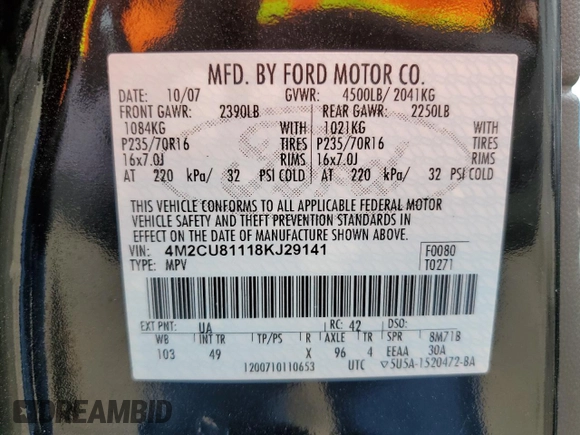 MFD. BY FORD MOTOR CO.
DATE: 10/07 GVWR: 4500LB/ 2041KG
FRONT GAWR: 2390LB REAR GAWR: 2250LB
1084KG WITH 1021KG WITH
P235/70R16 TIRES P235/70R16 TIRES
16x7.0J RIMS 16x7.0J RIMS
AT 220 kPa/ 32 PSI COLD AT 220 kPa/ 32 PSI COLD
THIS VEHICLE CONFORMS TO ALL APPLICABLE FEDERAL MOTOR
VEHICLE SAFETY AND THEFT PREVENTION STANDARDS IN
EFFECT ON THE DATE OF MANUFACTURE SHOWN ABOVE.
VIN: 4M2CU81118KJ29141 F0080
TYPE: MPV T0271
EXT PNT: UA RC: 42 DSO:
WB INT TR TP/PS R AXLE TR SPR BM71B
103 49 X 96 4 EEAA 30A
1200710110653 UTC 5U5A-1520472-BA
Ford
DREAMBID